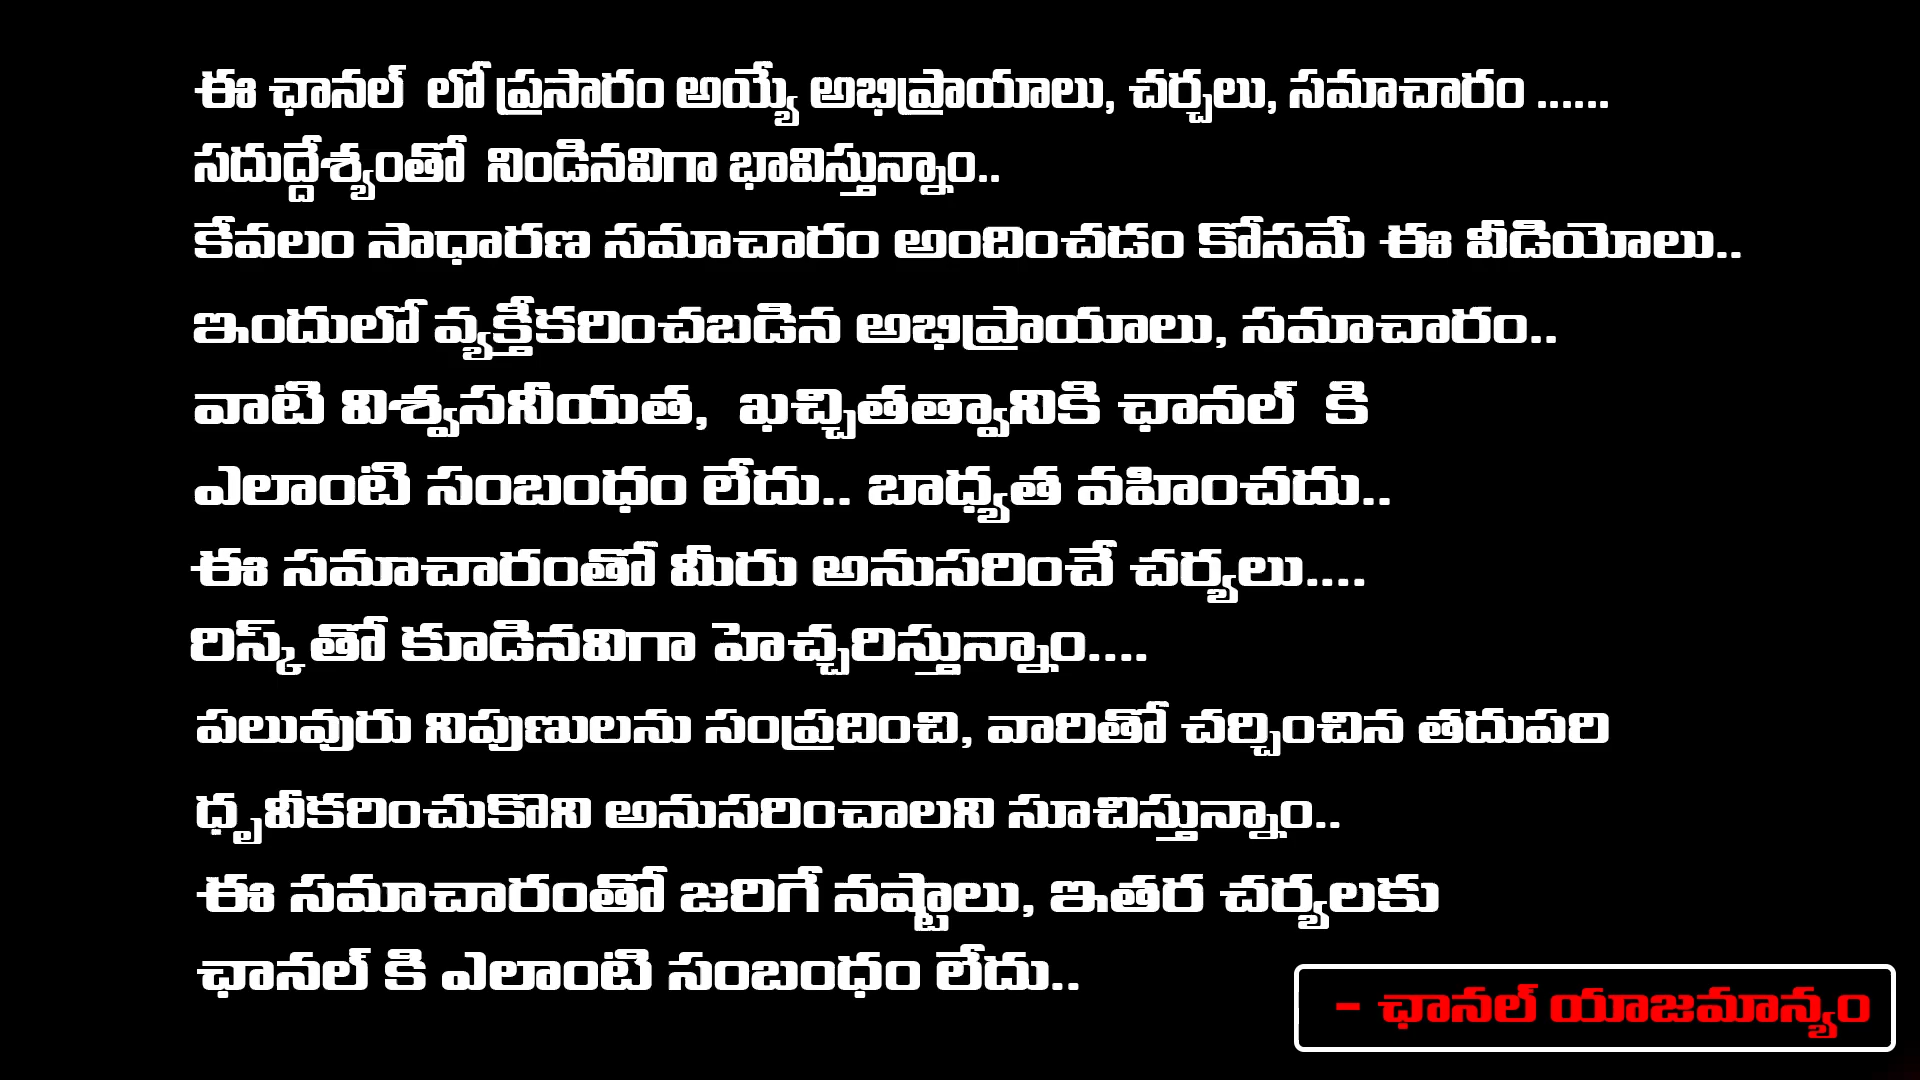 ఈ ఛానల్ లో ప్రసారం అయ్యే అభిప్రాయాలు, చర్చలు, సమాచారం ......
సదుద్దేశ్యంతో నిండినవిగా భావిస్తున్నాం..
కేవలం సాధారణ సమాచారం అందించడం కోసమే ఈ వీడియోలు..
ఇందులో వ్యక్తీకరించబడిన అభిప్రాయాలు, సమాచారం..
వాటి విశ్వసనీయత, ఖచ్చితత్వానికి ఛానల్ కి
ఎలాంటి సంబంధం లేదు.. బాధ్యత వహించదు..
ఈ సమాచారంతో మీరు అనుసరించే చర్యలు....
రిస్క్ తో కూడినవిగా హెచ్చరిస్తున్నాం....
పలువురు నిపుణులను సంప్రదించి, వారితో చర్చించిన తదుపరి
ధృవీకరించుకొని అనుసరించాలని సూచిస్తున్నాం..
ఈ సమాచారంతో జరిగే నష్టాలు, ఇతర చర్యలకు
ఛానల్ కి ఎలాంటి సంబంధం లేదు..
- ఛానల్ యాజమాన్యం